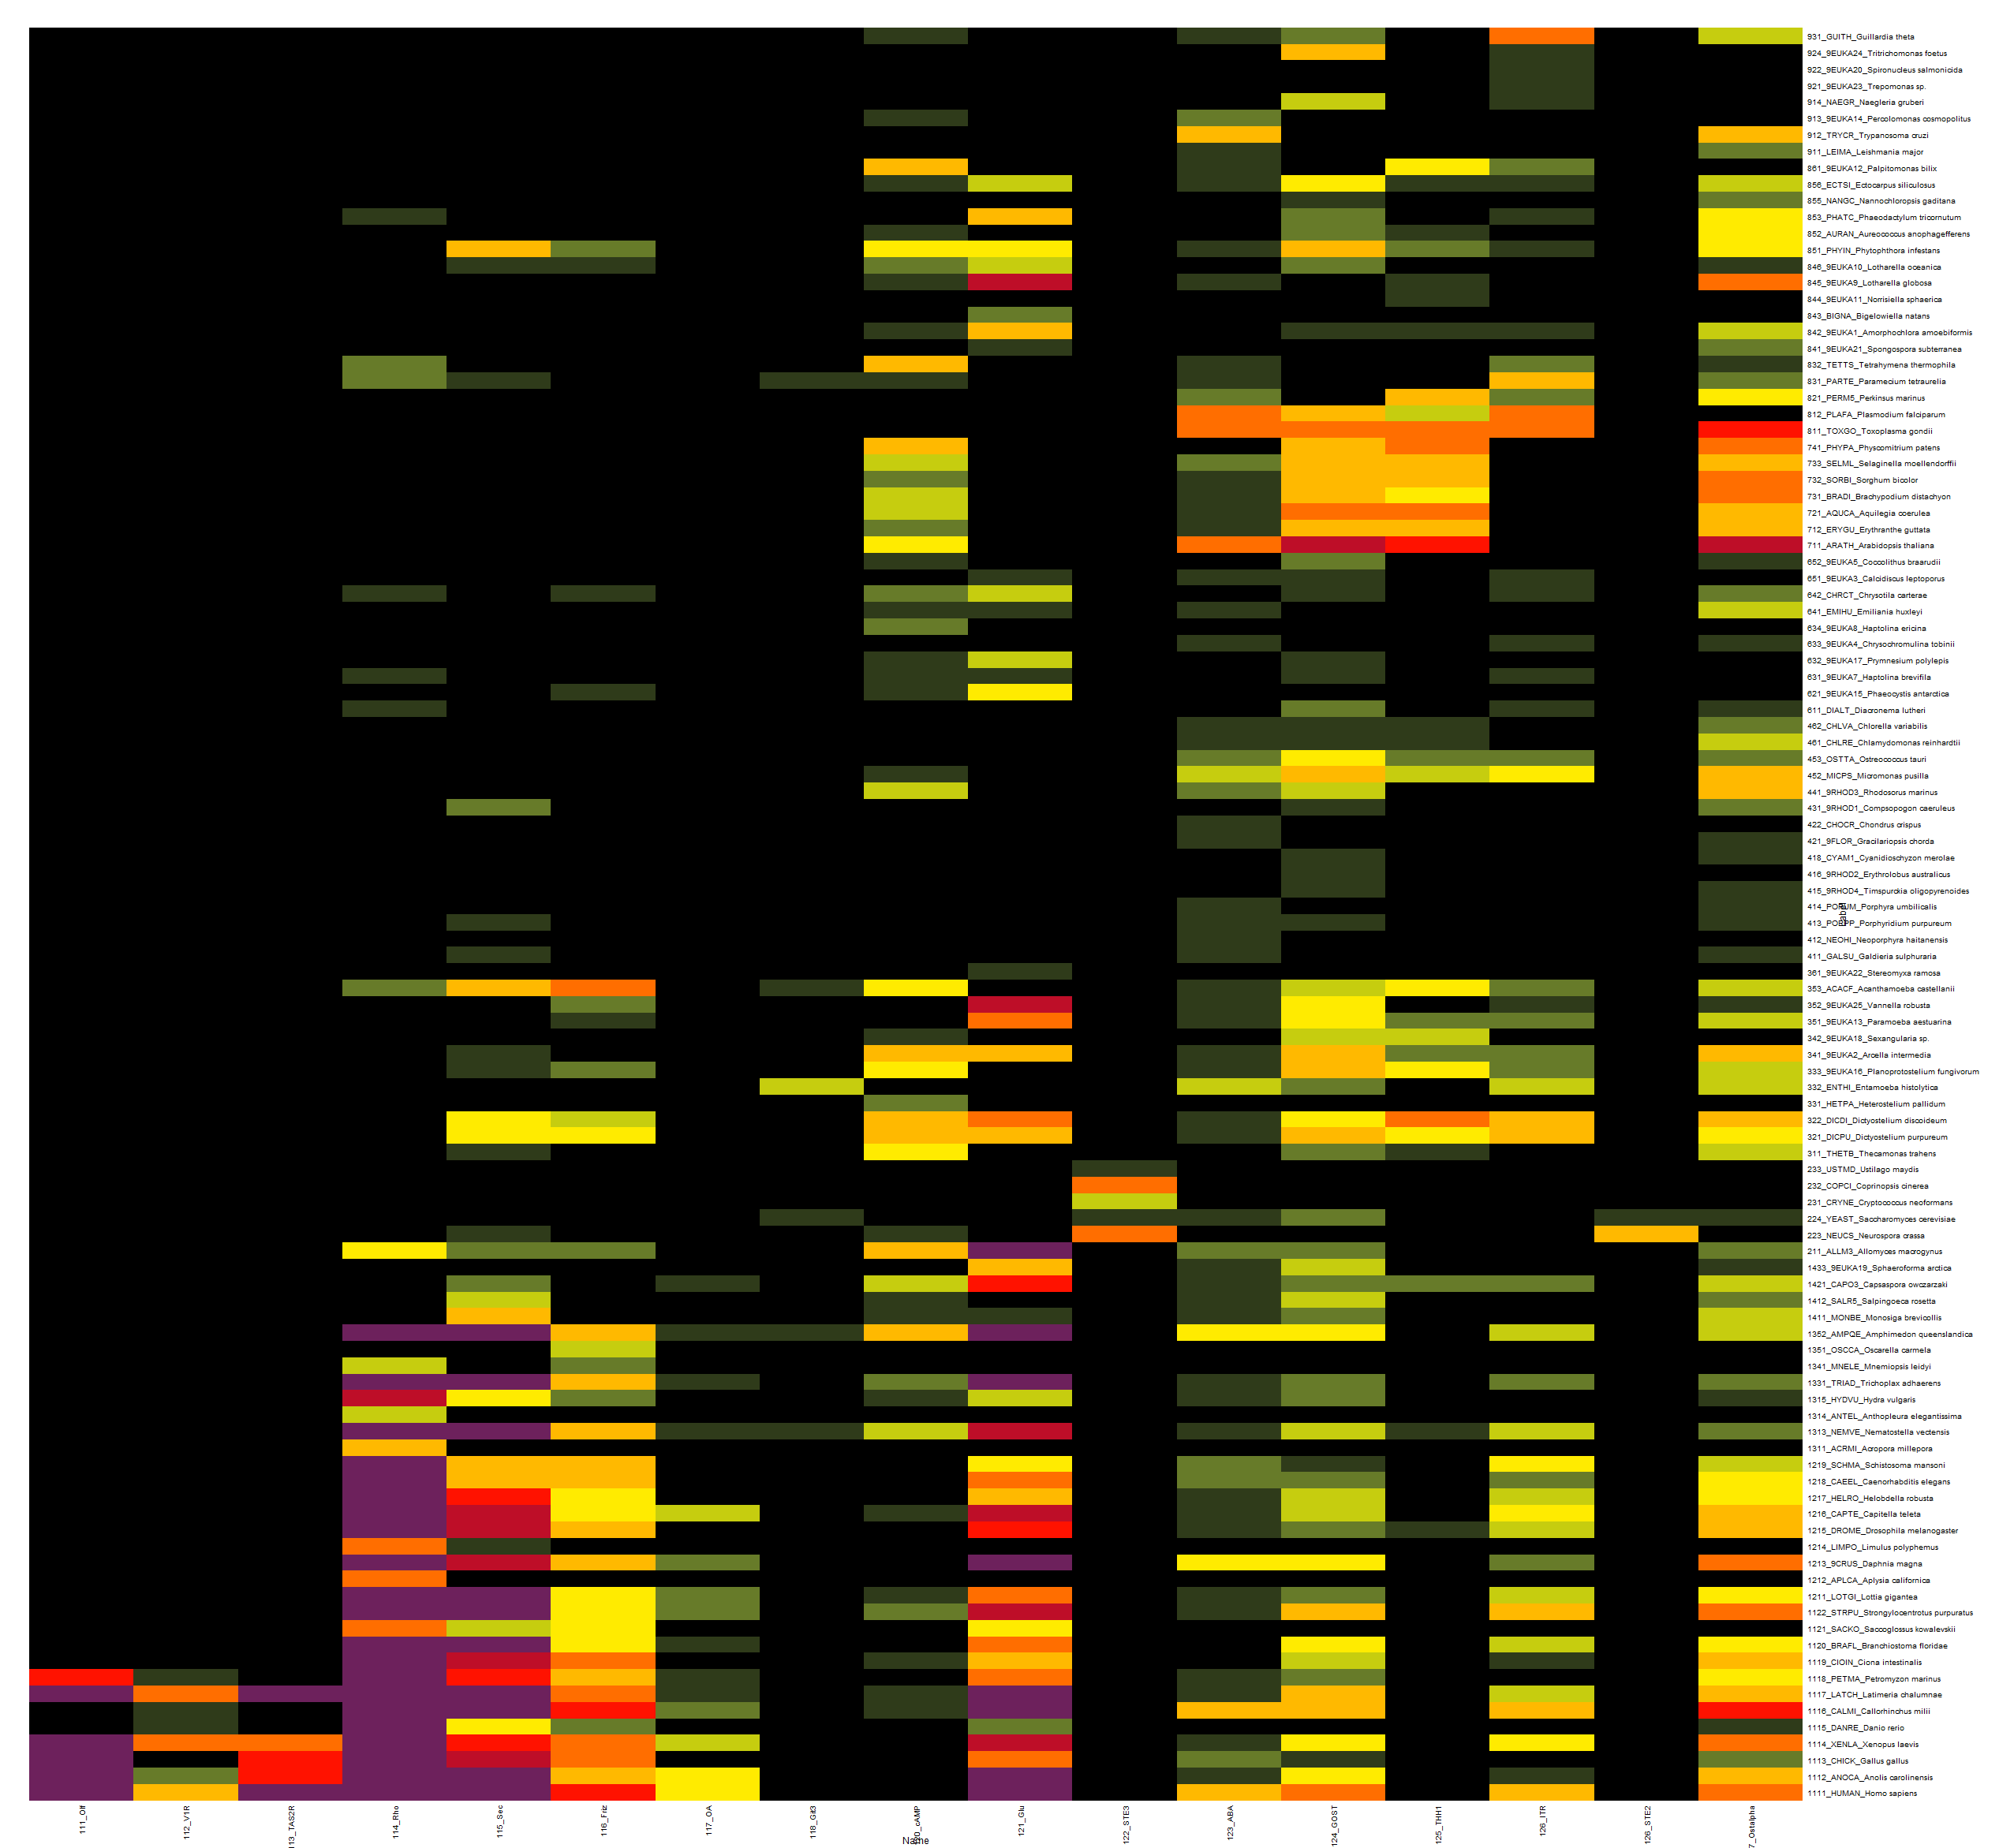 931_GUITH_Guillardia theta
924_9EUKA24_Tritrichomonas foetus
922_9EUKA20_Spironucleus salmonicida
921_9EUKA23_Trepomonas sp.
914_NAEGR_Naegleria gruberi
913_9EUKA14_Percolomonas cosmopolitus
912_TRYCR_Trypanosoma cruzi
911_LEIMA_Leishmania major
861_9EUKA12_Palpitomonas bilix
856_ECTSI_Ectocarpus siliculosus
855_NANGC_Nannochloropsis gaditana
853_PHATC_Phaeodactylum tricornutum
852_AURAN_Aureococcus anophagefferens
851_PHYIN_Phytophthora infestans
846_9EUKA10_Lotharella oceanica
845_9EUKA9_Lotharella globosa
844_9EUKA11_Norrisiella sphaerica
843_BIGNA_Bigelowiella natans
842_9EUKA1_Amorphochlora amoebiformis
841_9EUKA21_Spongospora subterranea
832_TETTS_Tetrahymena thermophila
831_PARTE_Paramecium tetraurelia
821_PERM5_Perkinsus marinus
812_PLAFA_Plasmodium falciparum
811_TOXGO_Toxoplasma gondii
741_PHYPA_Physcomitrium patens
733_SELML_Selaginella moellendorffii
732_SORBI_Sorghum bicolor
731_BRADI_Brachypodium distachyon
721_AQUCA_Aquilegia coerulea
712_ERYGU_Erythranthe guttata
711_ARATH_Arabidopsis thaliana
652_9EUKA5_Coccolithus braarudii
651_9EUKA3_Calcidiscus leptoporus
642_CHRCT_Chrysotila carterae
641_EMIHU_Emiliania huxleyi
634_9EUKA8_Haptolina ericina
633_9EUKA4_Chrysochromulina tobinii
632_9EUKA17_Prymnesium polylepis
631_9EUKA7_Haptolina brevifila
621_9EUKA15_Phaeocystis antarctica
611_DIALT_Diacronema lutheri
462_CHLVA_Chlorella variabilis
461_CHLRE_Chlamydomonas reinhardtii
453_OSTTA_Ostreococcus tauri
452_MICPS_Micromonas pusilla
441_9RHOD3_Rhodosorus marinus
431_9RHOD1_Compsopogon caeruleus
422_CHOCR_Chondrus crispus
421_9FLOR_Gracilariopsis chorda
418_CYAM1_Cyanidioschyzon merolae
416_9RHOD2_Erythrolobus australicus
415_9RHOD4_Timspurckia oligopyrenoides
Porphyra umbilicalis
Porphyridium purpureum
412_NEOHI_Neoporphyra haitanensis
411_GALSU_Galdieria sulphuraria
361_9EUKA22_Stereomyxa ramosa
353_ACACF_Acanthamoeba castellanii
352_9EUKA25_Vannella robusta
351_9EUKA13_Paramoeba aestuarina
342_9EUKA18_Sexangularia sp.
341_9EUKA2_Arcella intermedia
333_9EUKA16_Planoprotostelium fungivorum
332_ENTHI_Entamoeba histolytica
331_HETPA_Heterostelium pallidum
322_DICDI_Dictyostelium discoideum
321_DICPU_Dictyostelium purpureum
311_THETB_Thecamonas trahens
233_USTMD_Ustilago maydis
232_COPCI_Coprinopsis cinerea
231_CRYNE_Cryptococcus neoformans
224_YEAST_Saccharomyces cerevisiae
223_NEUCS_Neurospora crassa
211_ALLM3_Allomyces macrogynus
1433_9EUKA19_Sphaeroforma arctica
1421_CAPO3_Capsaspora owczarzaki
1412_SALR5_Salpingoeca rosetta
1411_MONBE_Monosiga brevicollis
1352_AMPQE_Amphimedon queenslandica
1351_OSCCA_Oscarella carmela
1341_MNELE_Mnemiopsis leidyi
1331_TRIAD_Trichoplax adhaerens
1315_HYDVU_Hydra vulgaris
1314_ANTEL_Anthopleura elegantissima
1313_NEMVE_Nematostella vectensis
1311_ACRMI_Acropora millepora
1219_SCHMA_Schistosoma mansoni
1218_CAEEL_Caenorhabditis elegans
1217_HELRO_Helobdella robusta
1216_CAPTE_Capitella teleta
1215_DROME_Drosophila melanogaster
1214_LIMPO_Limulus polyphemus
1213_9CRUS_Daphnia magna
1212_APLCA_Aplysia californica
1211_LOTGI_Lottia gigantea
1122_STRPU_Strongylocentrotus purpuratus
1121_SACKO_Saccoglossus kowalevskii
1120_BRAFL_Branchiostoma floridae
1119_CIOIN_Ciona intestinalis
1118_PETMA_Petromyzon marinus
1117_LATCH_Latimeria chalumnae
1116_CALMI_Callorhinchus milii
1115_DANRE_Danio rerio
1114_XENLA_Xenopus laevis
1113_CHICK_Gallus gallus
1112_ANOCA_Anolis carolinensis
1111_HUMAN_Homo sapiens
111_Olf
112_V1R
113_TAS2R
114_Rho
115_Sec
116_Friz
117_OA
118_Git3
121_Glu
122_STE3
123_ABA
124_GOST
125_THH1
126_ITR
126_STE2
7_Ostalpha
Name